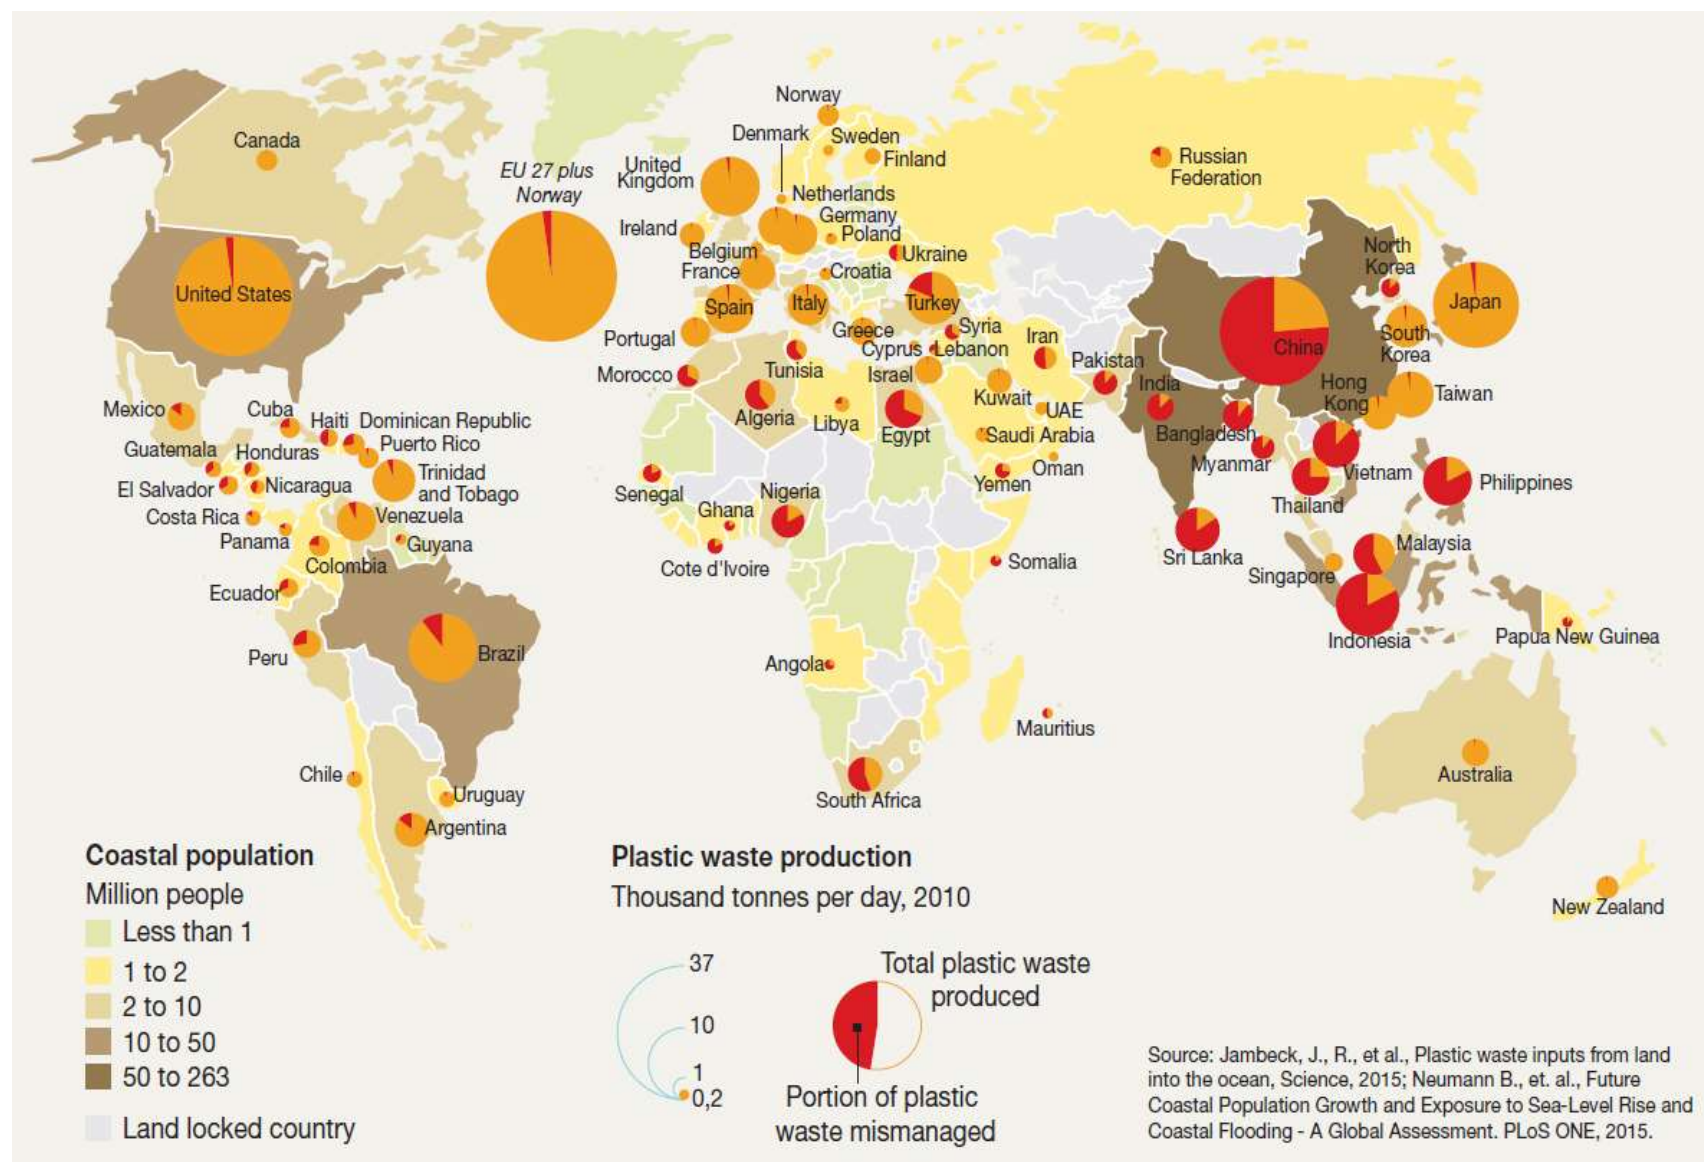 Norway
Denmark
Sweden
Finland
Canada
United
Kingdom
EU 27 plus
Norway
Russian
Federation
Netherlands
Germany
Poland
Ireland
Belgium
France
Ukraine
Croatia
North
Korea
United States
Spain
Italy
Turkey
Japan
Portugal
Greece
Syria
Iran
South
Korea
China
Cyprus
Lebanon
Pakistan
Morocco
Tunisia
Israel
India
Hong
Kong
Taiwan
Mexico
Cuba
Haiti
Dominican Republic
Puerto Rico
Algeria
Libya
Egypt
Kuwait
UAE
Saudi Arabia
Bangladesh
Guatemala
Honduras
Trinidad
and Tobago
El Salvador
Nicaragua
Senegal
Nigeria
Oman
Yemen
Myanmar
Vietnam
Philippines
Thailand
Costa Rica
Venezuela
Ghana
Panama
Guyana
Colombia
Cote d'Ivoire
Somalia
Sri Lanka
Malaysia
Singapore
Ecuador
Indonesia
Papua New Guinea
Peru
Brazil
Angola
Mauritius
Chile
Uruguay
Argentina
South Africa
Australia
New Zealand
Coastal population
Million people
Less than 1
1 to 2
2 to 10
10 to 50
50 to 263
Land locked country
Plastic waste production
Thousand tonnes per day, 2010
37
10
1
0,2
Total plastic waste
produced
Portion of plastic
waste mismanaged
Source: Jambeck, J., R., et al., Plastic waste inputs from land
into the ocean, Science, 2015; Neumann B., et. al., Future
Coastal Population Growth and Exposure to Sea-Level Rise and
Coastal Flooding - A Global Assessment. PLoS ONE, 2015.